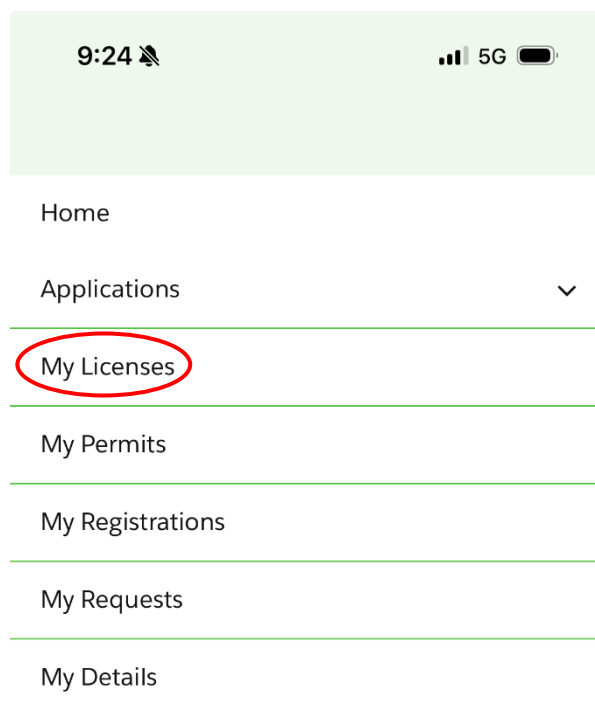 9:24 5G
Home
Applications
My Licenses
My Permits
My Registrations
My Requests
My Details